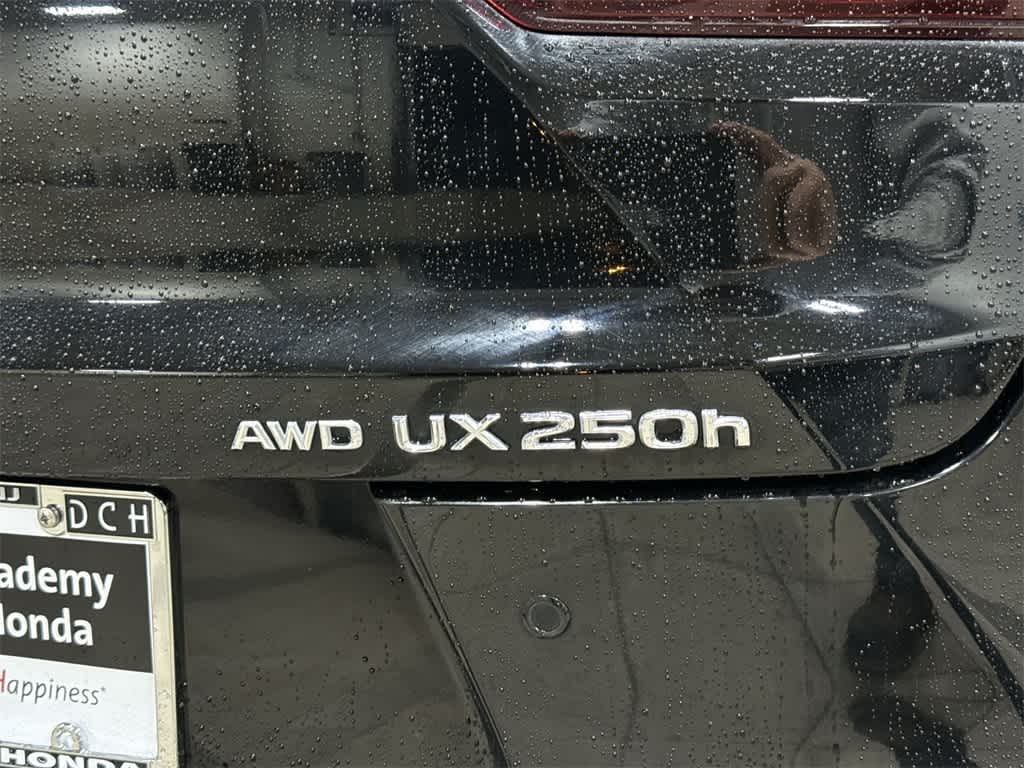 AWD UX 250h
DCH
ademy
onda
Happiness*
HONDA